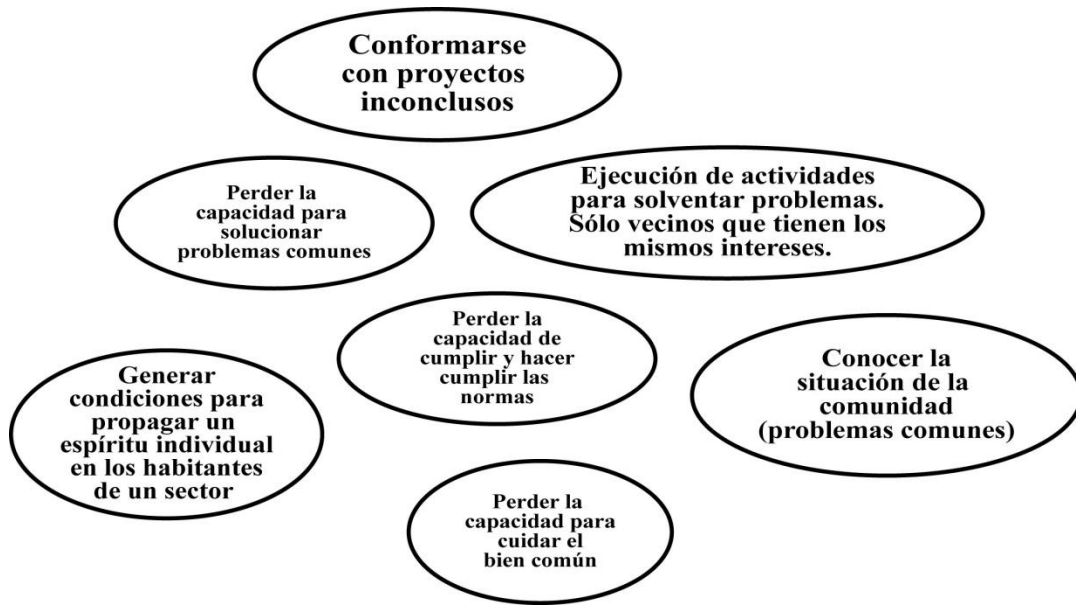 Conformarse
con proyectos
inconclusos
Perder la
capacidad para
solucionar
problemas comunes
Ejecución de actividades
para solventar problemas.
Sólo vecinos que tienen los
mismos intereses.
Perder la
capacidad de
cumplir y hacer
cumplir las
normas
Generar
condiciones para
propagar un
espíritu individual
en los habitantes
de un sector
Conocer la
situación de la
comunidad
(problemas comunes)
Perder la
capacidad para
cuidar el
bien común